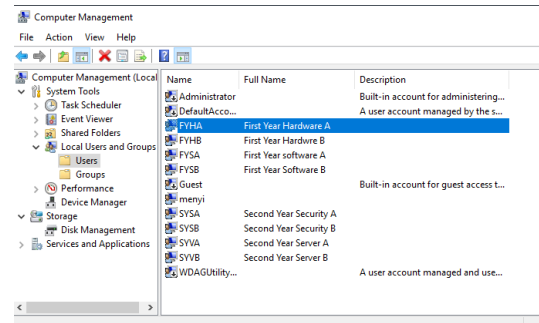 Computer Management
File Action View Help
Computer Management (Local
System Tools
Task Scheduler
Event Viewer
Shared Folders
Local Users and Groups
Users
Groups
Performance
Device Manager
Storage
Disk Management
Services and Applications
Name Full Name Description
Administrator Built-in account for administering...
DefaultAcco... A user account managed by the s...
FYHA First Year Hardware A
FYHB First Year Hardwre B
FYSA First Year software A
FYSB First Year Software B
Guest Built-in account for guest access t...
menyi
SYSA Second Year Security A
SYSB Second Year Security B
SYVA Second Year Server A
SYVB Second Year Server B
WDAGUtility... A user account managed and use...